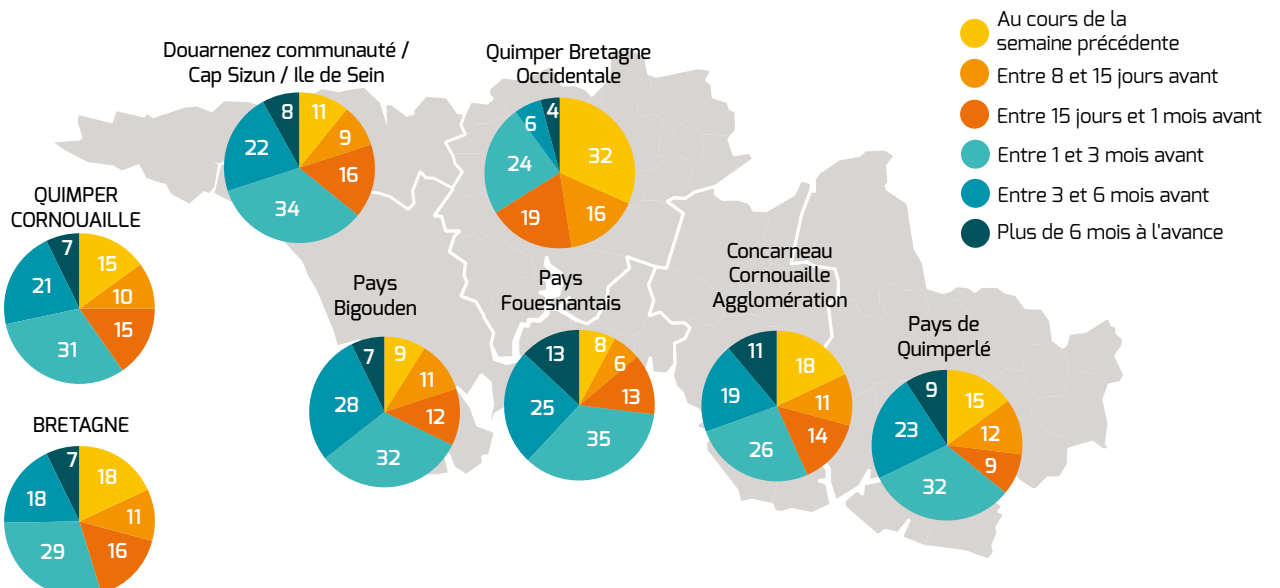 Au cours de la
semaine précédente
Entre 8 et 15 jours avant
Entre 15 jours et 1 mois avant
Entre 1 et 3 mois avant
Entre 3 et 6 mois avant
Plus de 6 mois à l'avance
Douarnenez communauté /
Cap Sizun / Ile de Sein
8
11
9
16
34
22
Quimper Bretagne
Occidentale
4
32
16
19
24
6
QUIMPER
CORNOUAILLE
7
15
10
15
31
21
Pays
Bigouden
7
9
11
12
32
28
Pays
Fouesnantais
13
8
6
13
35
25
Concarneau
Cornouaille
Agglomération
11
18
11
14
26
19
Pays de
Quimperlé
9
15
12
9
32
23
BRETAGNE
7
18
11
16
29
18